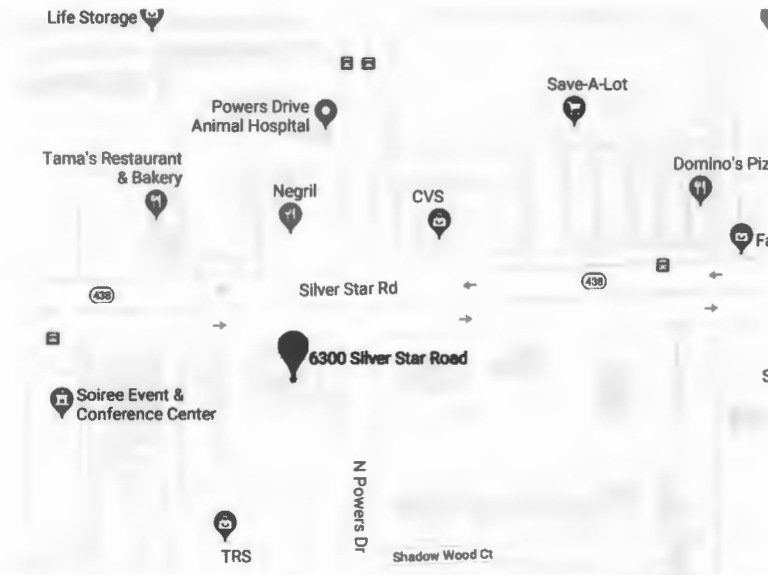 Life Storage
Save-A-Lot
Powers Drive
Animal Hospital
Tama's Restaurant
& Bakery
Domino's Piz
Negril
CVS
Fa
438
Silver Star Rd
438
6300 Silver Star Road
S
Soiree Event &
Conference Center
N Powers Dr
TRS
Shadow Wood Ct